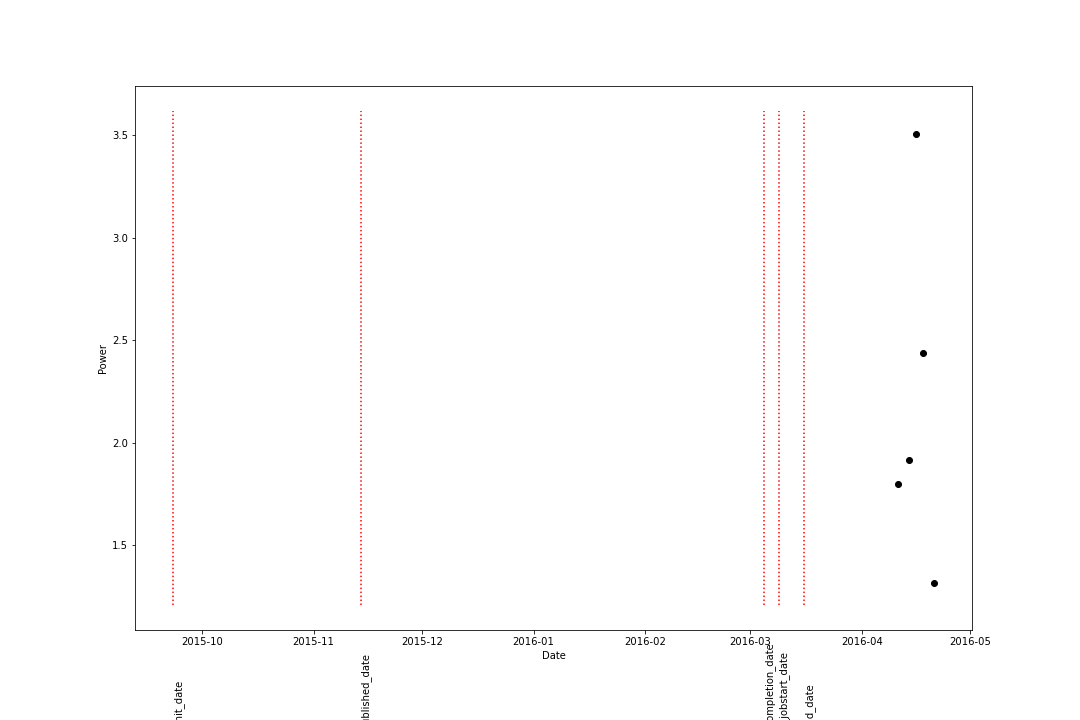 3.5
3.0
2.5
2.0
1.5
Power
2015-10
2015-11
2015-12
2016-01
2016-02
2016-03
2016-04
2016-05
Date
nit_date
blished_date
ompletion_date
jobstart_date
d_date